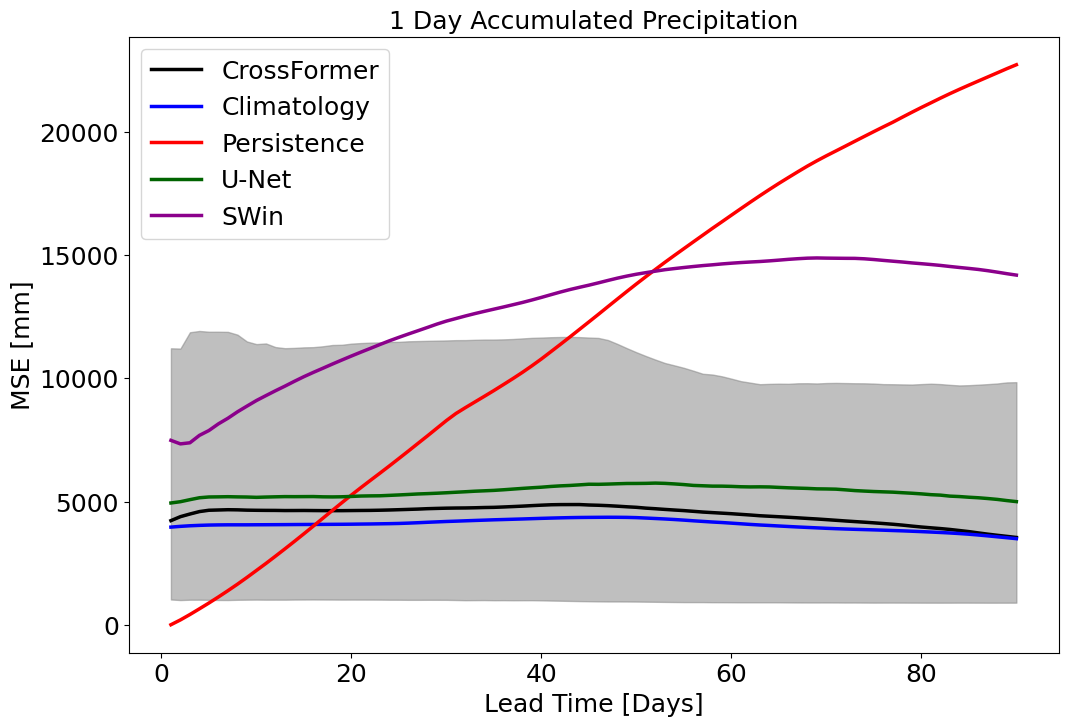 1 Day Accumulated Precipitation
CrossFormer
Climatology
Persistence
U-Net
SWin
MSE [mm]
20000
15000
10000
5000
0
0 20 40 60 80
Lead Time [Days]